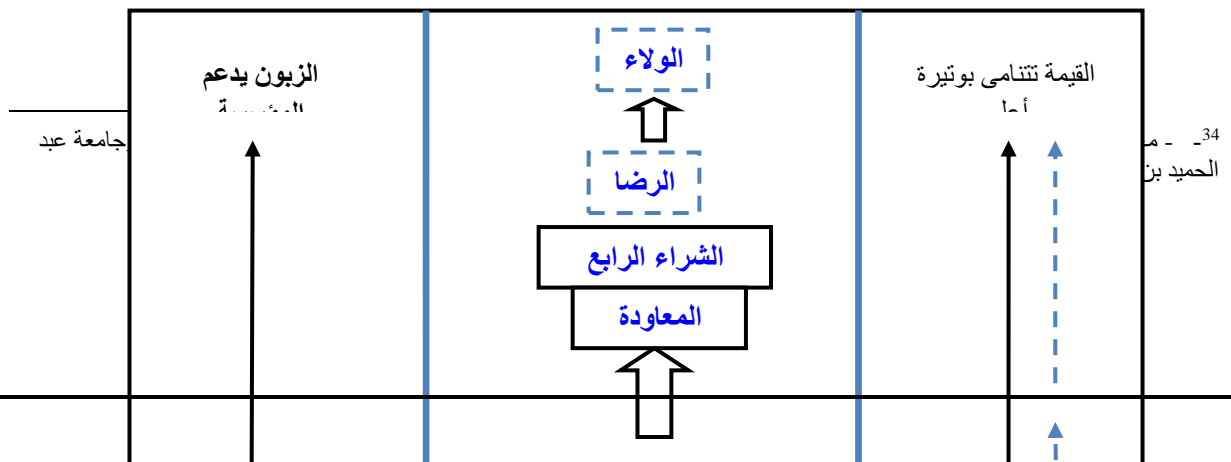 القيمة تتنامى بوتيرة
الولاء
الزبون يدعم
34- - م
جامعة عبد
الحميد بن
الرضا
الشراء الرابع
المعاودة